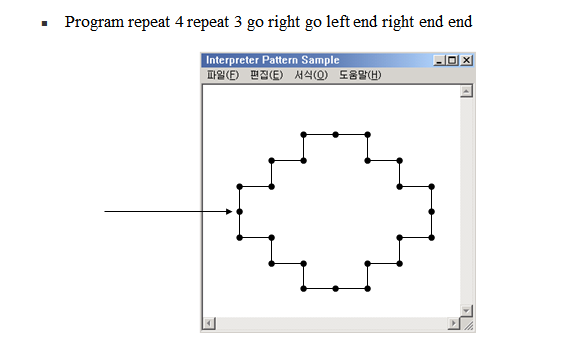 Program repeat 4 repeat 3 go right go left end right end end
Interpreter Pattern Sample
파일(F) 편집(E) 서식(O) 도움말(H)